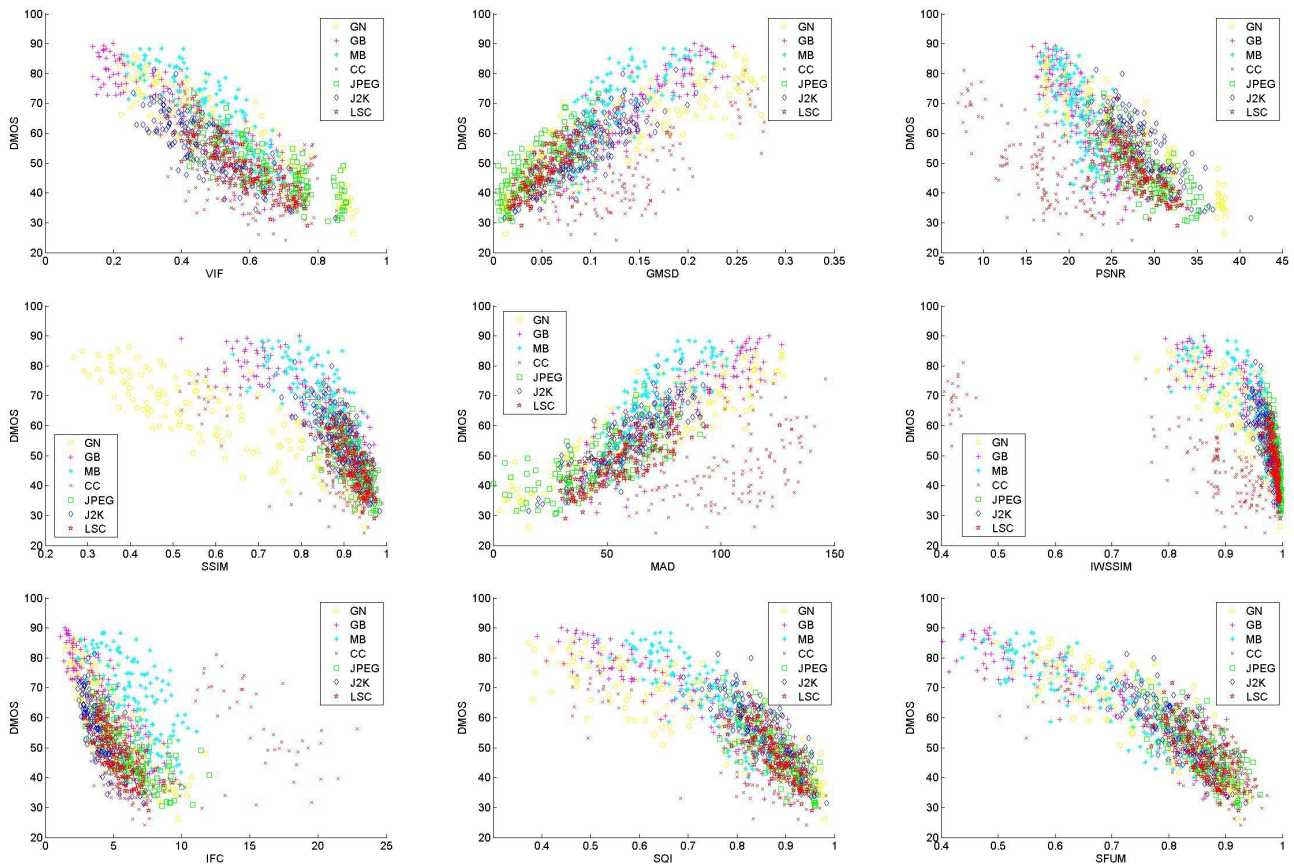 100
90
80
70
60
50
40
30
20
DMOS
0 0.2 0.4 0.6 0.8 1
VIF
GN
GB
MB
CC
JPEG
J2K
LSC
100
90
80
70
60
50
40
30
20
DMOS
0 0.05 0.1 0.15 0.2 0.25 0.3 0.35
GMSD
GN
GB
MB
CC
JPEG
J2K
LSC
100
90
80
70
60
50
40
30
20
DMOS
5 10 15 20 25 30 35 40 45
PSNR
GN
GB
MB
CC
JPEG
J2K
LSC
100
90
80
70
60
50
40
30
20
DMOS
0.2 0.3 0.4 0.5 0.6 0.7 0.8 0.9 1
SSIM
GN
GB
MB
CC
JPEG
J2K
LSC
100
90
80
70
60
50
40
30
20
DMOS
0 50 100 150
MAD
GN
GB
MB
CC
JPEG
J2K
LSC
100
90
80
70
60
50
40
30
20
DMOS
0.4 0.5 0.6 0.7 0.8 0.9 1
IWSSIM
GN
GB
MB
CC
JPEG
J2K
LSC
100
90
80
70
60
50
40
30
20
DMOS
0 5 10 15 20 25
IFC
GN
GB
MB
CC
JPEG
J2K
LSC
100
90
80
70
60
50
40
30
20
DMOS
0.3 0.4 0.5 0.6 0.7 0.8 0.9 1
SQI
GN
GB
MB
CC
JPEG
J2K
LSC
100
90
80
70
60
50
40
30
20
DMOS
0.4 0.5 0.6 0.7 0.8 0.9 1
SFUM
GN
GB
MB
CC
JPEG
J2K
LSC